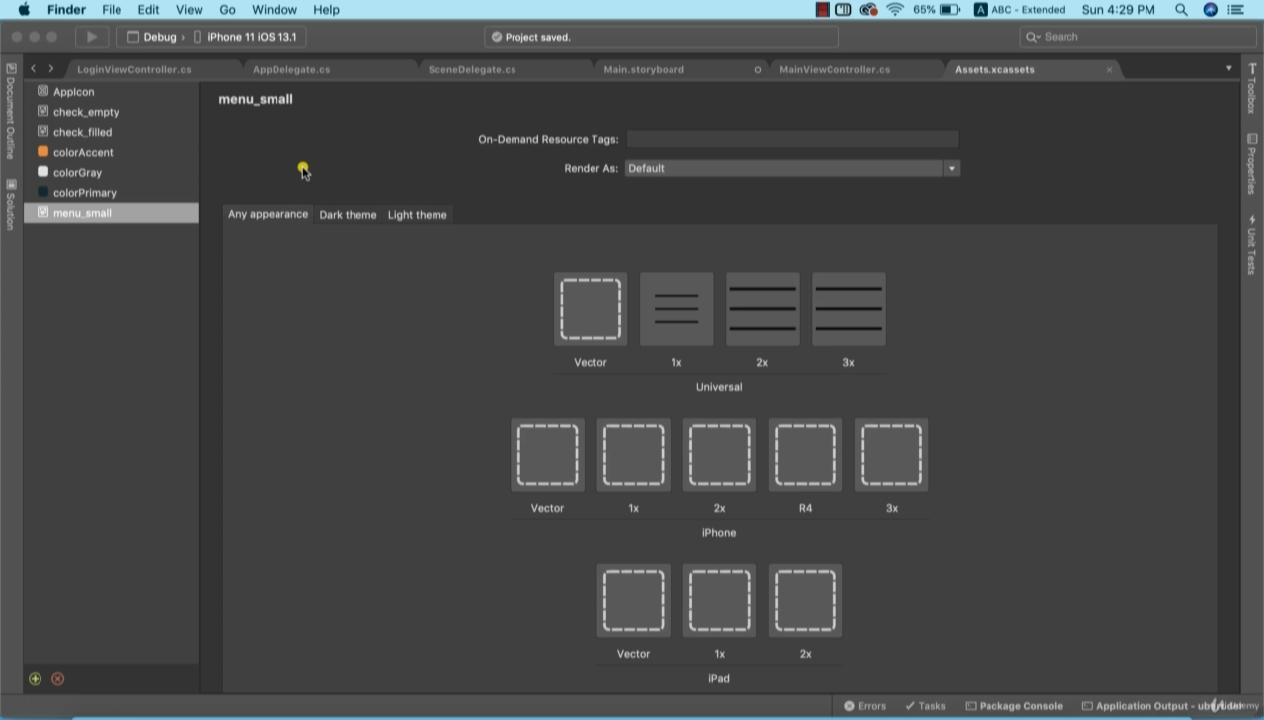 Finder File Edit View Go Window Help 65% A ABC - Extended Sun 4:29 PM
Debug › iPhone 11 iOS 13.1 Project saved. Search
LoginViewController.cs AppDelegate.cs SceneDelegate.cs Main.storyboard MainViewController.cs Assets.xcassets
Document Outline
Solution
AppIcon
check_empty
check_filled
colorAccent
colorGray
colorPrimary
menu_small
menu_small
On-Demand Resource Tags:
Render As: Default
Any appearance Dark theme Light theme
Vector 1x 2x 3x
Universal
Vector 1x 2x R4 3x
iPhone
Vector 1x 2x
iPad
Toolbox
Properties
Unit Tests
Errors Tasks Package Console Application Output -